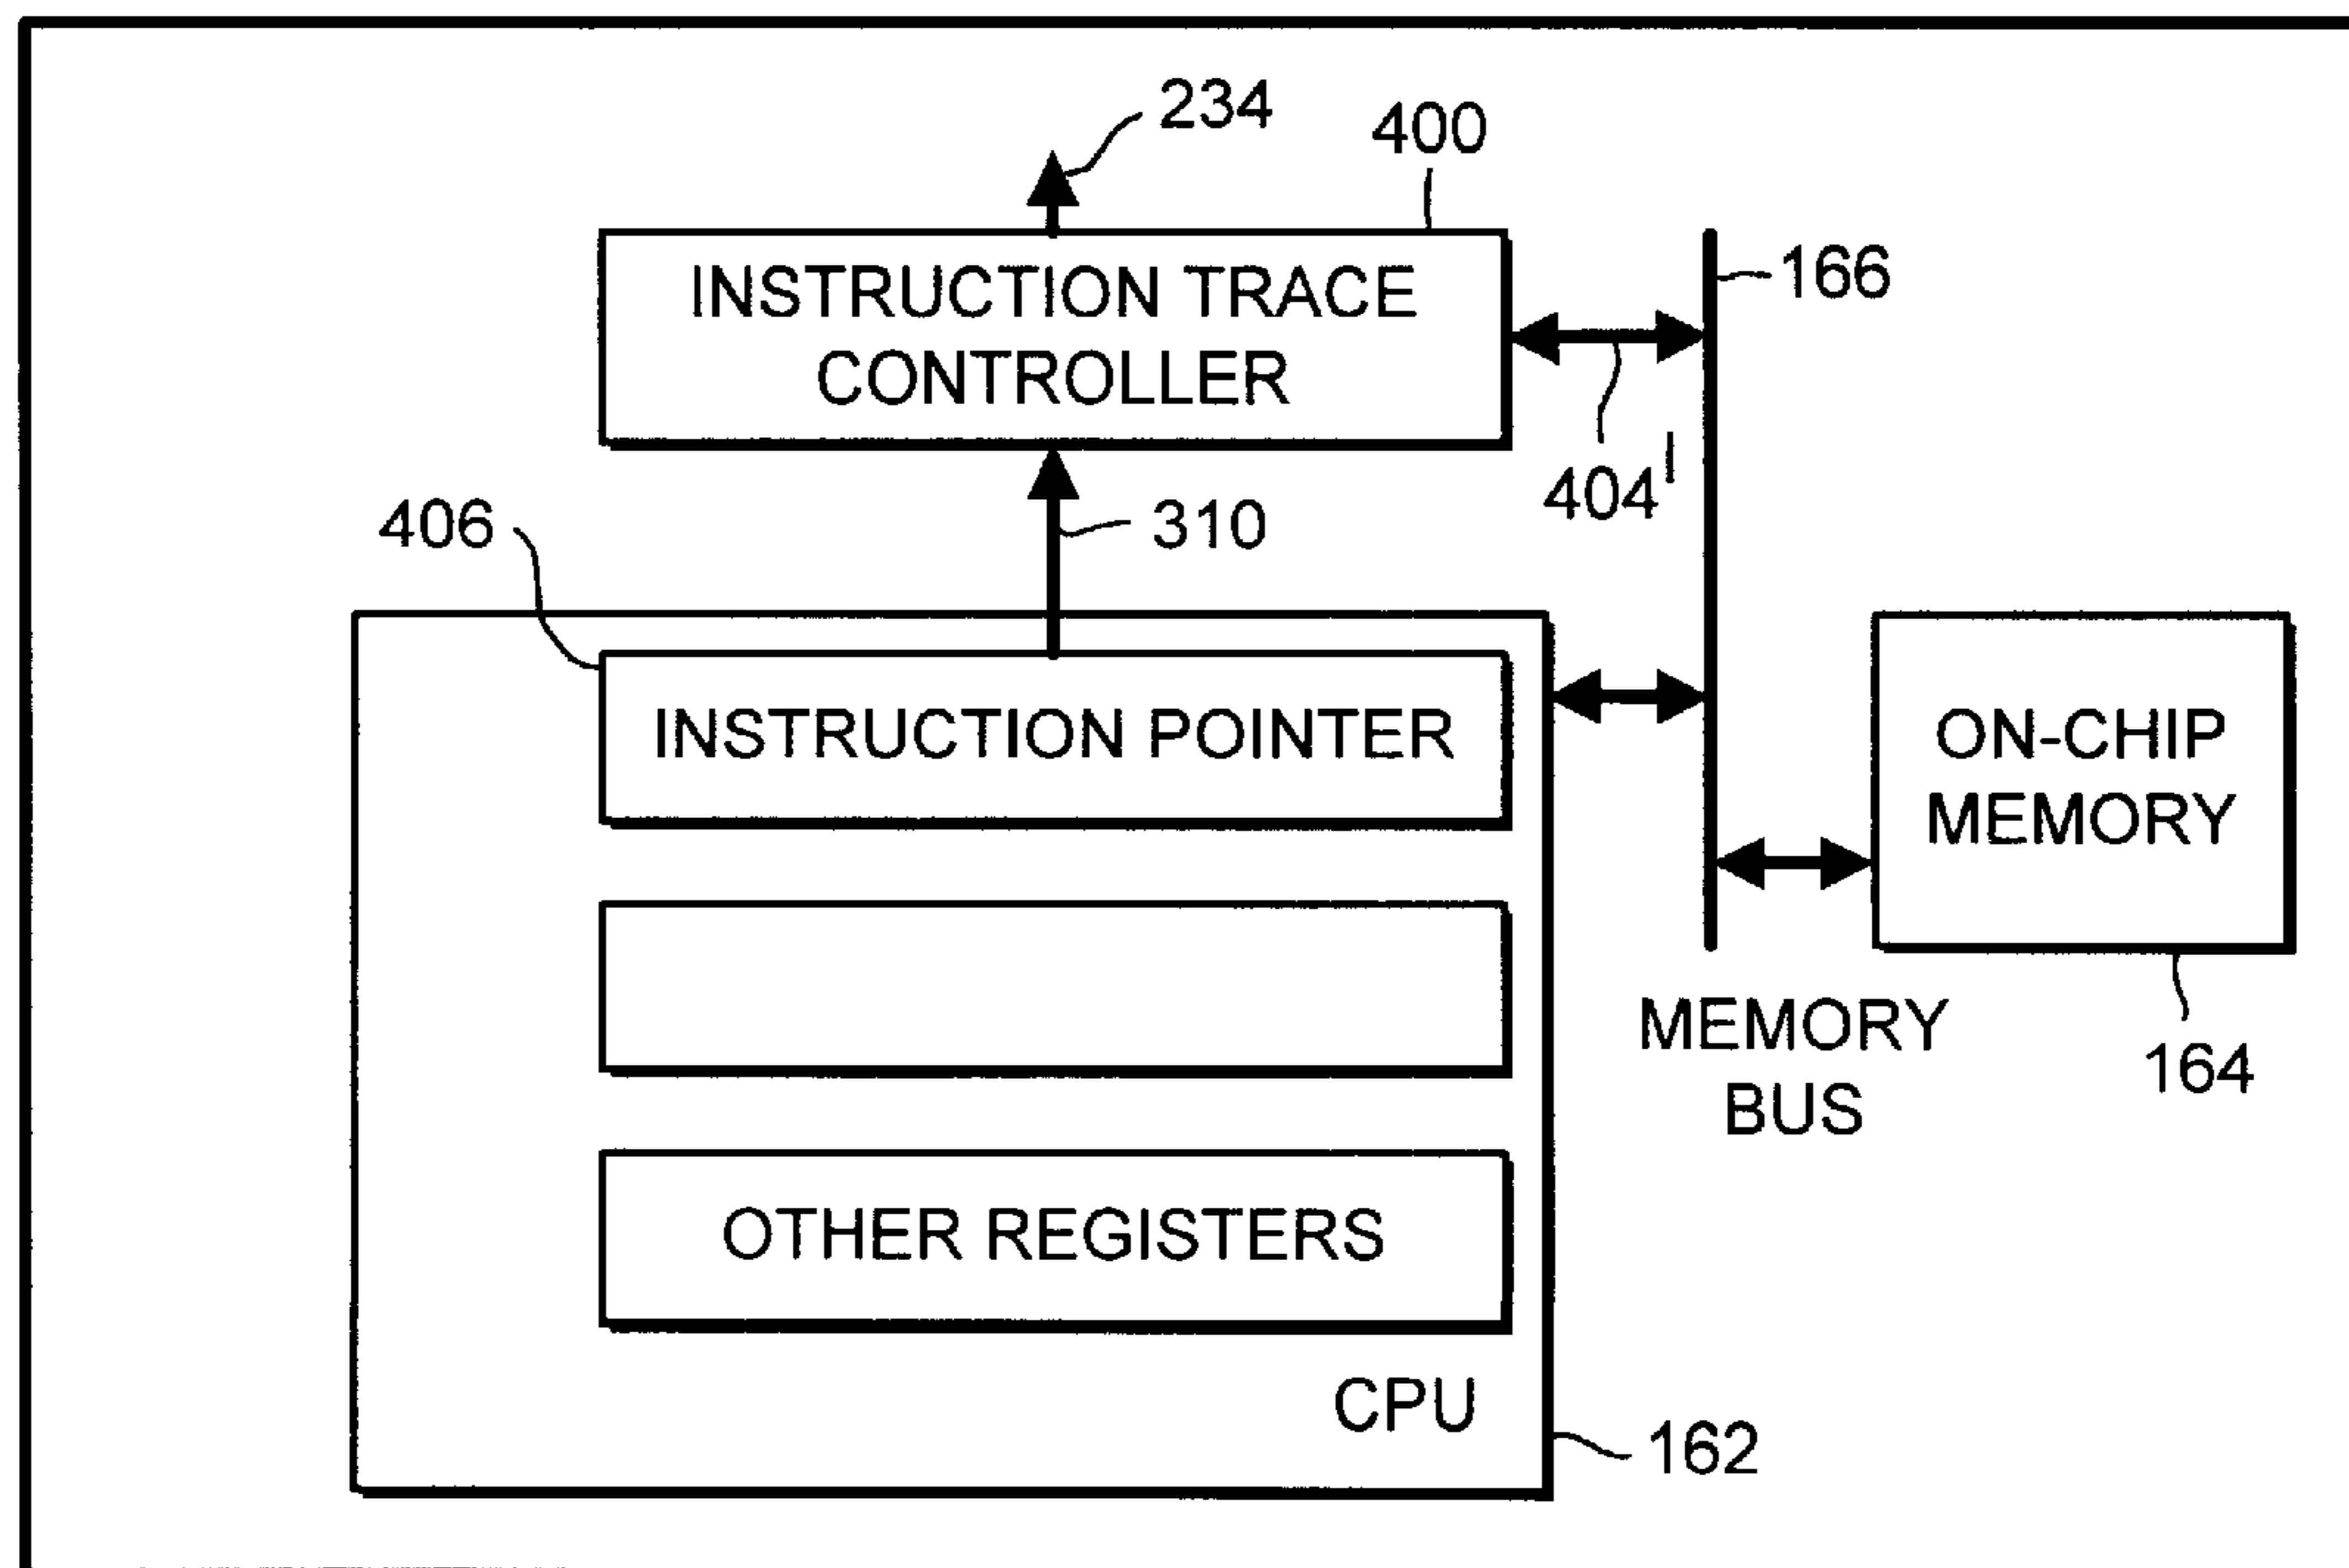 234
400
INSTRUCTION TRACE
CONTROLLER
166
404'
406
310
INSTRUCTION POINTER
ON-CHIP
MEMORY
MEMORY
BUS
164
OTHER REGISTERS
CPU
162